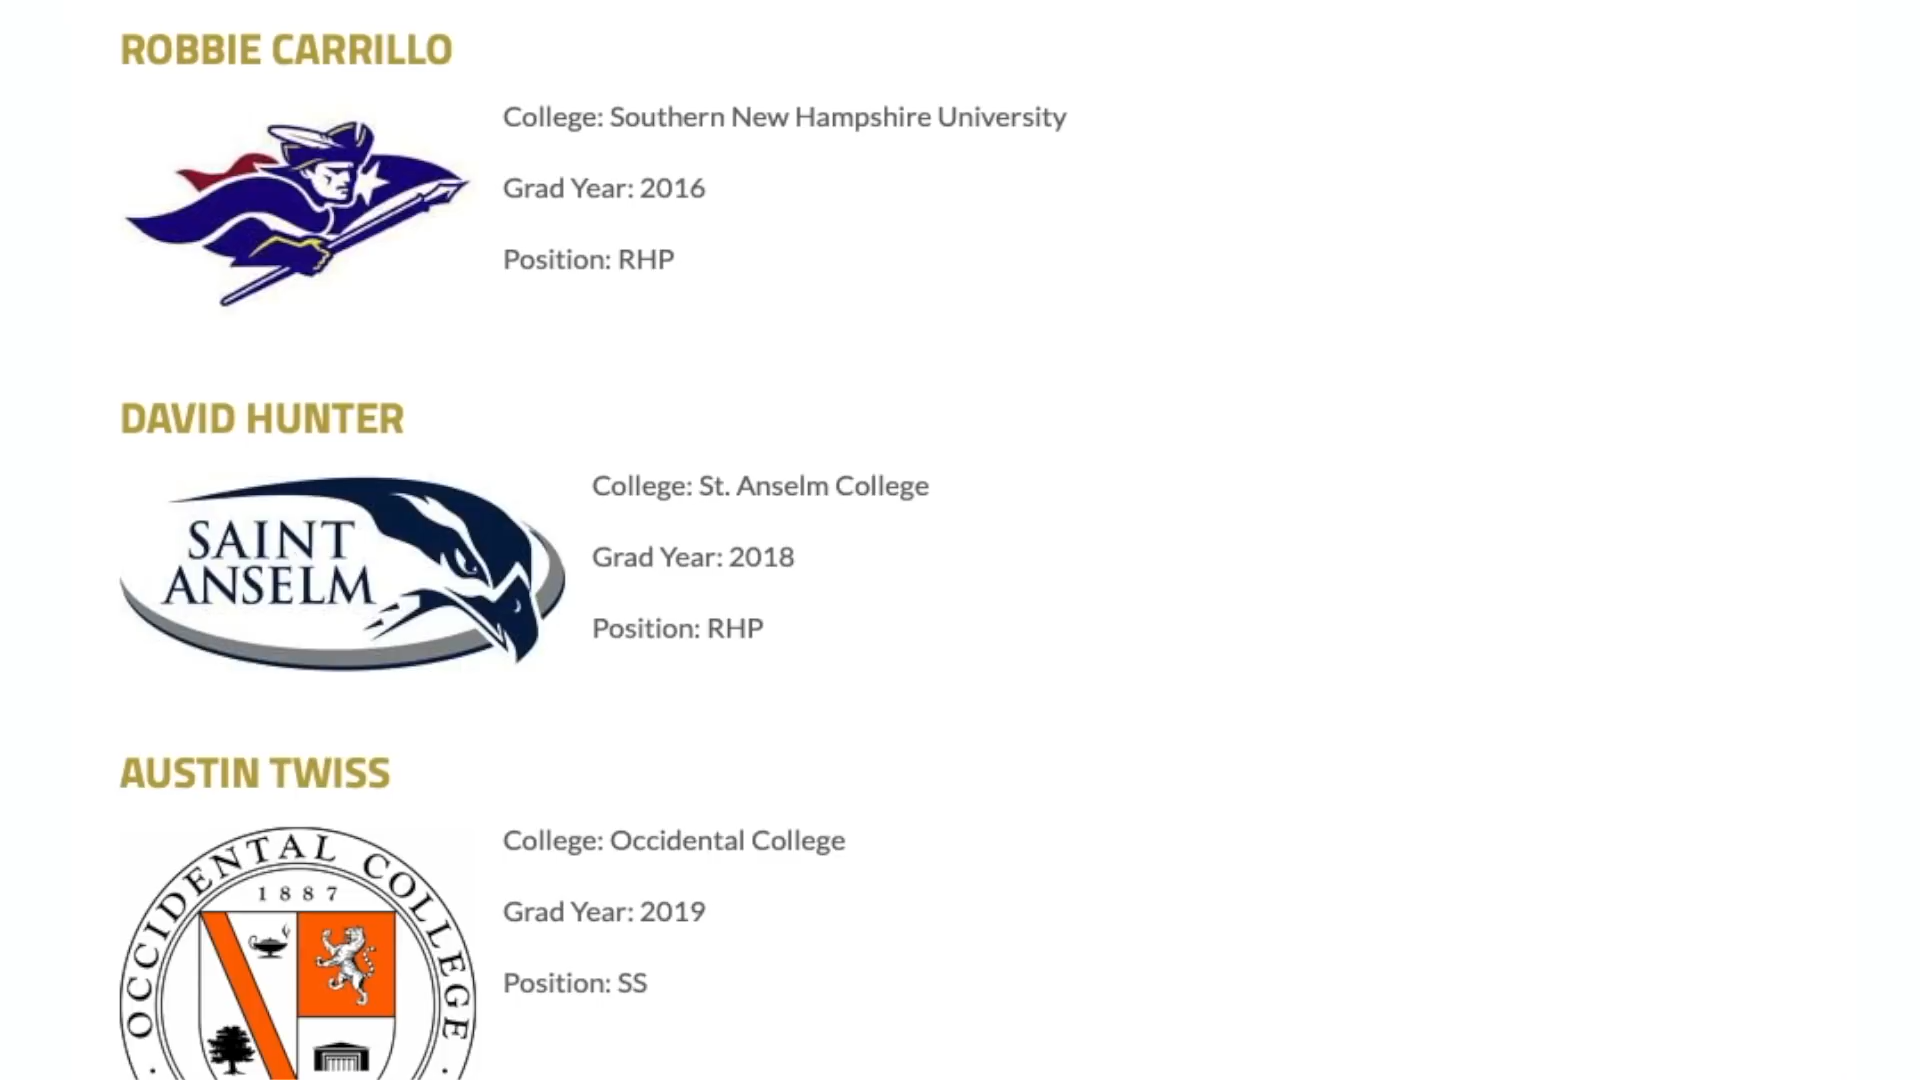 ROBBIE CARRILLO
College: Southern New Hampshire University
Grad Year: 2016
Position: RHP
DAVID HUNTER
SAINT
ANSELM
College: St. Anselm College
Grad Year: 2018
Position: RHP
AUSTIN TWISS
OCCIDENTAL COLLEGE
1887
College: Occidental College
Grad Year: 2019
Position: SS